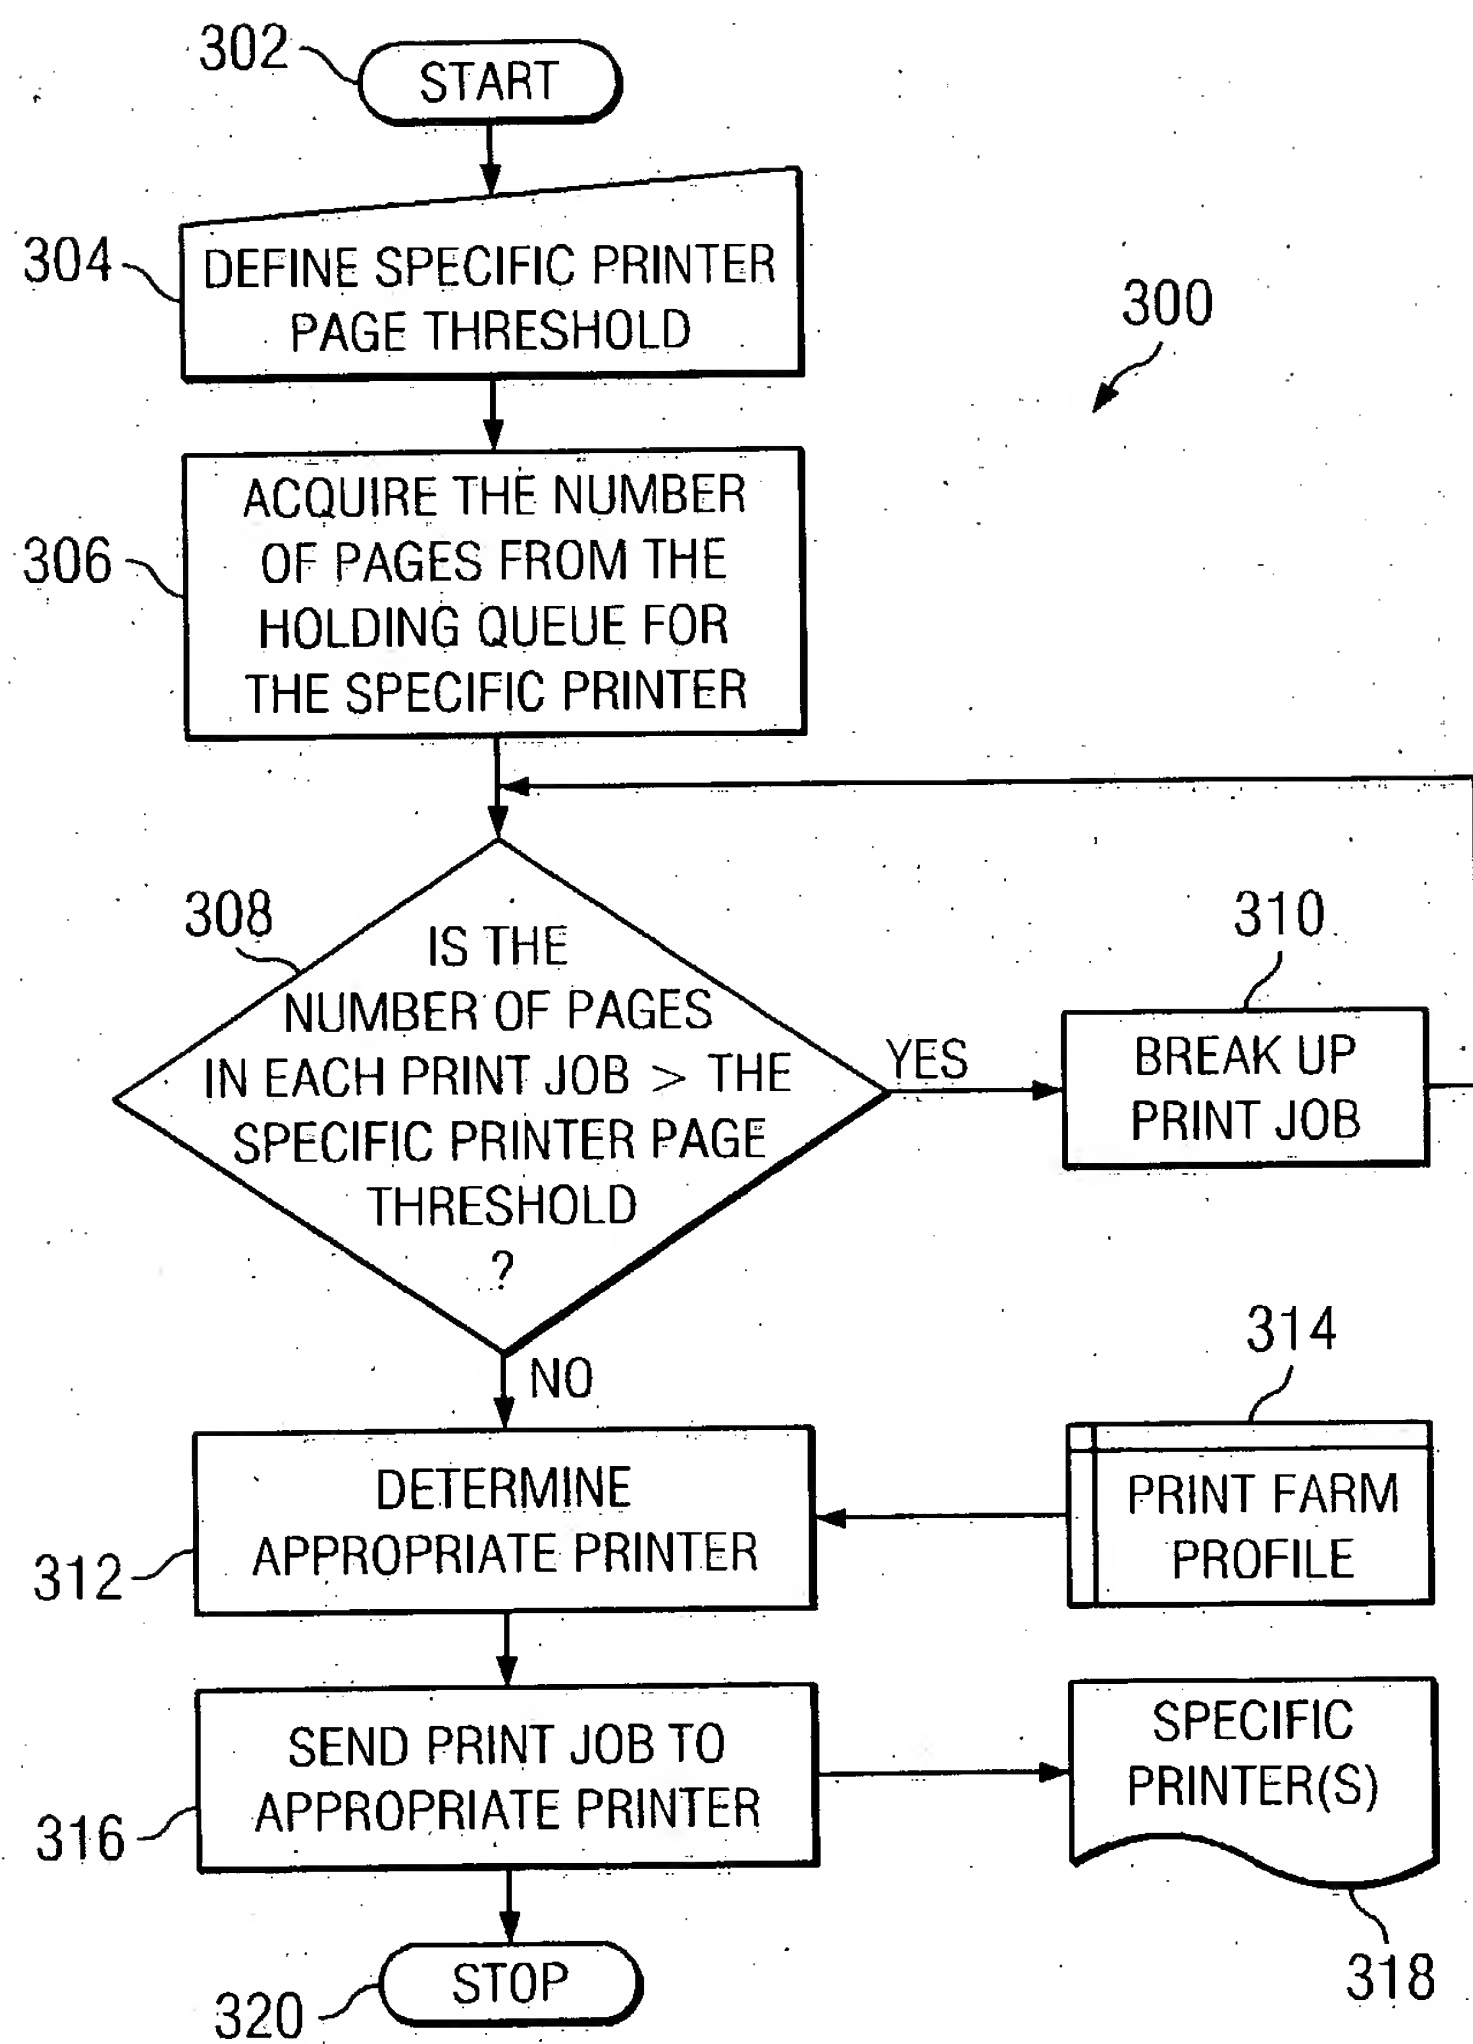 302
START
304
DEFINE SPECIFIC PRINTER
PAGE THRESHOLD
300
306
ACQUIRE THE NUMBER
OF PAGES FROM THE
HOLDING QUEUE FOR
THE SPECIFIC PRINTER
308
IS THE
NUMBER OF PAGES
IN EACH PRINT JOB > THE
SPECIFIC PRINTER PAGE
THRESHOLD
?
YES
310
BREAK UP
PRINT JOB
NO
312
DETERMINE
APPROPRIATE PRINTER
314
PRINT FARM
PROFILE
316
SEND PRINT JOB TO
APPROPRIATE PRINTER
SPECIFIC
PRINTER(S)
318
320
STOP